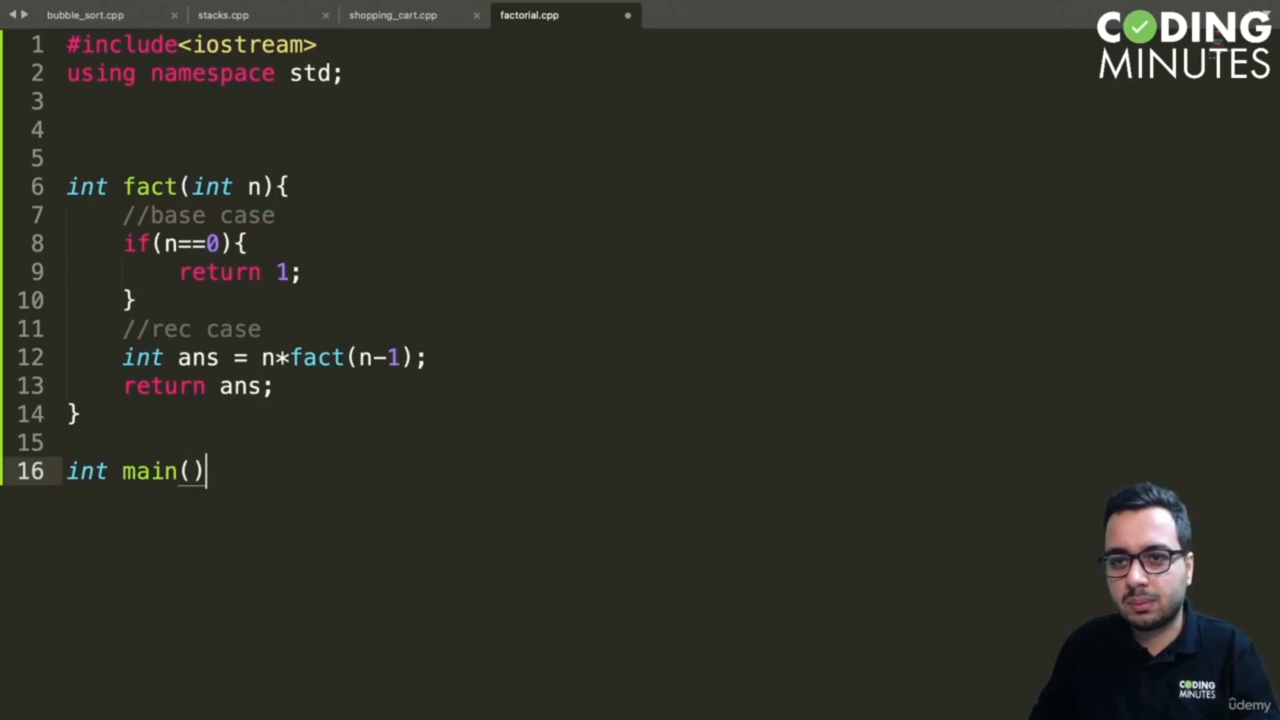 bubble_sort.cpp × stacks.cpp × shopping_cart.cpp × factorial.cpp
CODING
MINUTES
1 #include<iostream>
2 using namespace std;
3
4
5
6 int fact(int n){
7 //base case
8 if(n==0){
9 return 1;
10 }
11 //rec case
12 int ans = n*fact(n-1);
13 return ans;
14 }
15
16 int main()
CODING
MINUTES
ûdemy